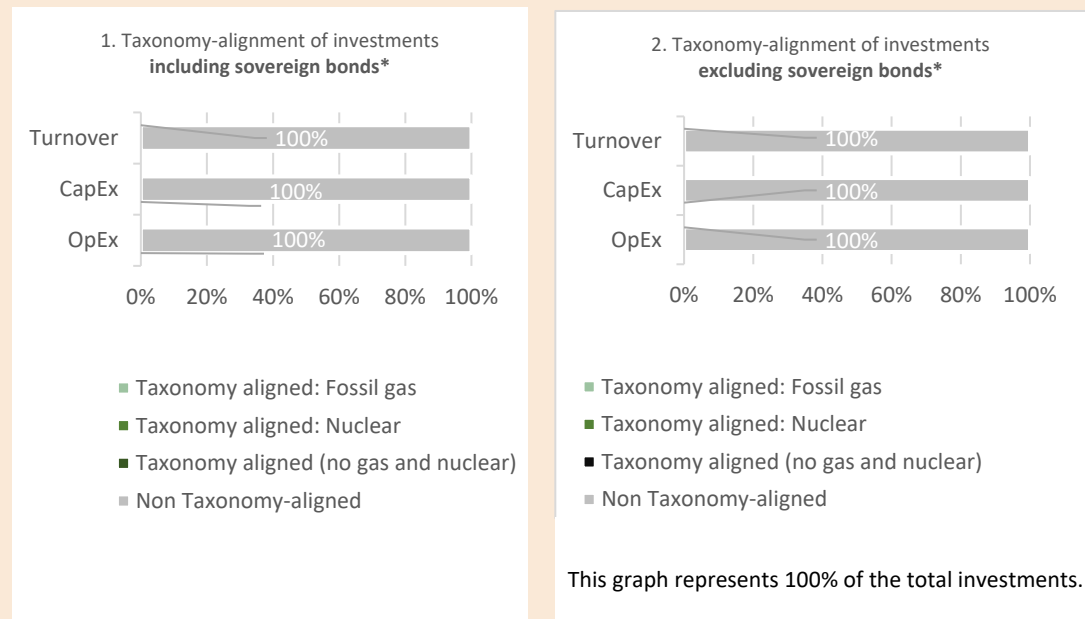 1. Taxonomy-alignment of investments
including sovereign bonds*
Turnover
100%
CapEx
100%
OpEx
100%
0% 20% 40% 60% 80% 100%
Taxonomy aligned: Fossil gas
Taxonomy aligned: Nuclear
Taxonomy aligned (no gas and nuclear)
Non Taxonomy-aligned
2. Taxonomy-alignment of investments
excluding sovereign bonds*
Turnover
100%
CapEx
100%
OpEx
100%
0% 20% 40% 60% 80% 100%
Taxonomy aligned: Fossil gas
Taxonomy aligned: Nuclear
Taxonomy aligned (no gas and nuclear)
Non Taxonomy-aligned
This graph represents 100% of the total investments.